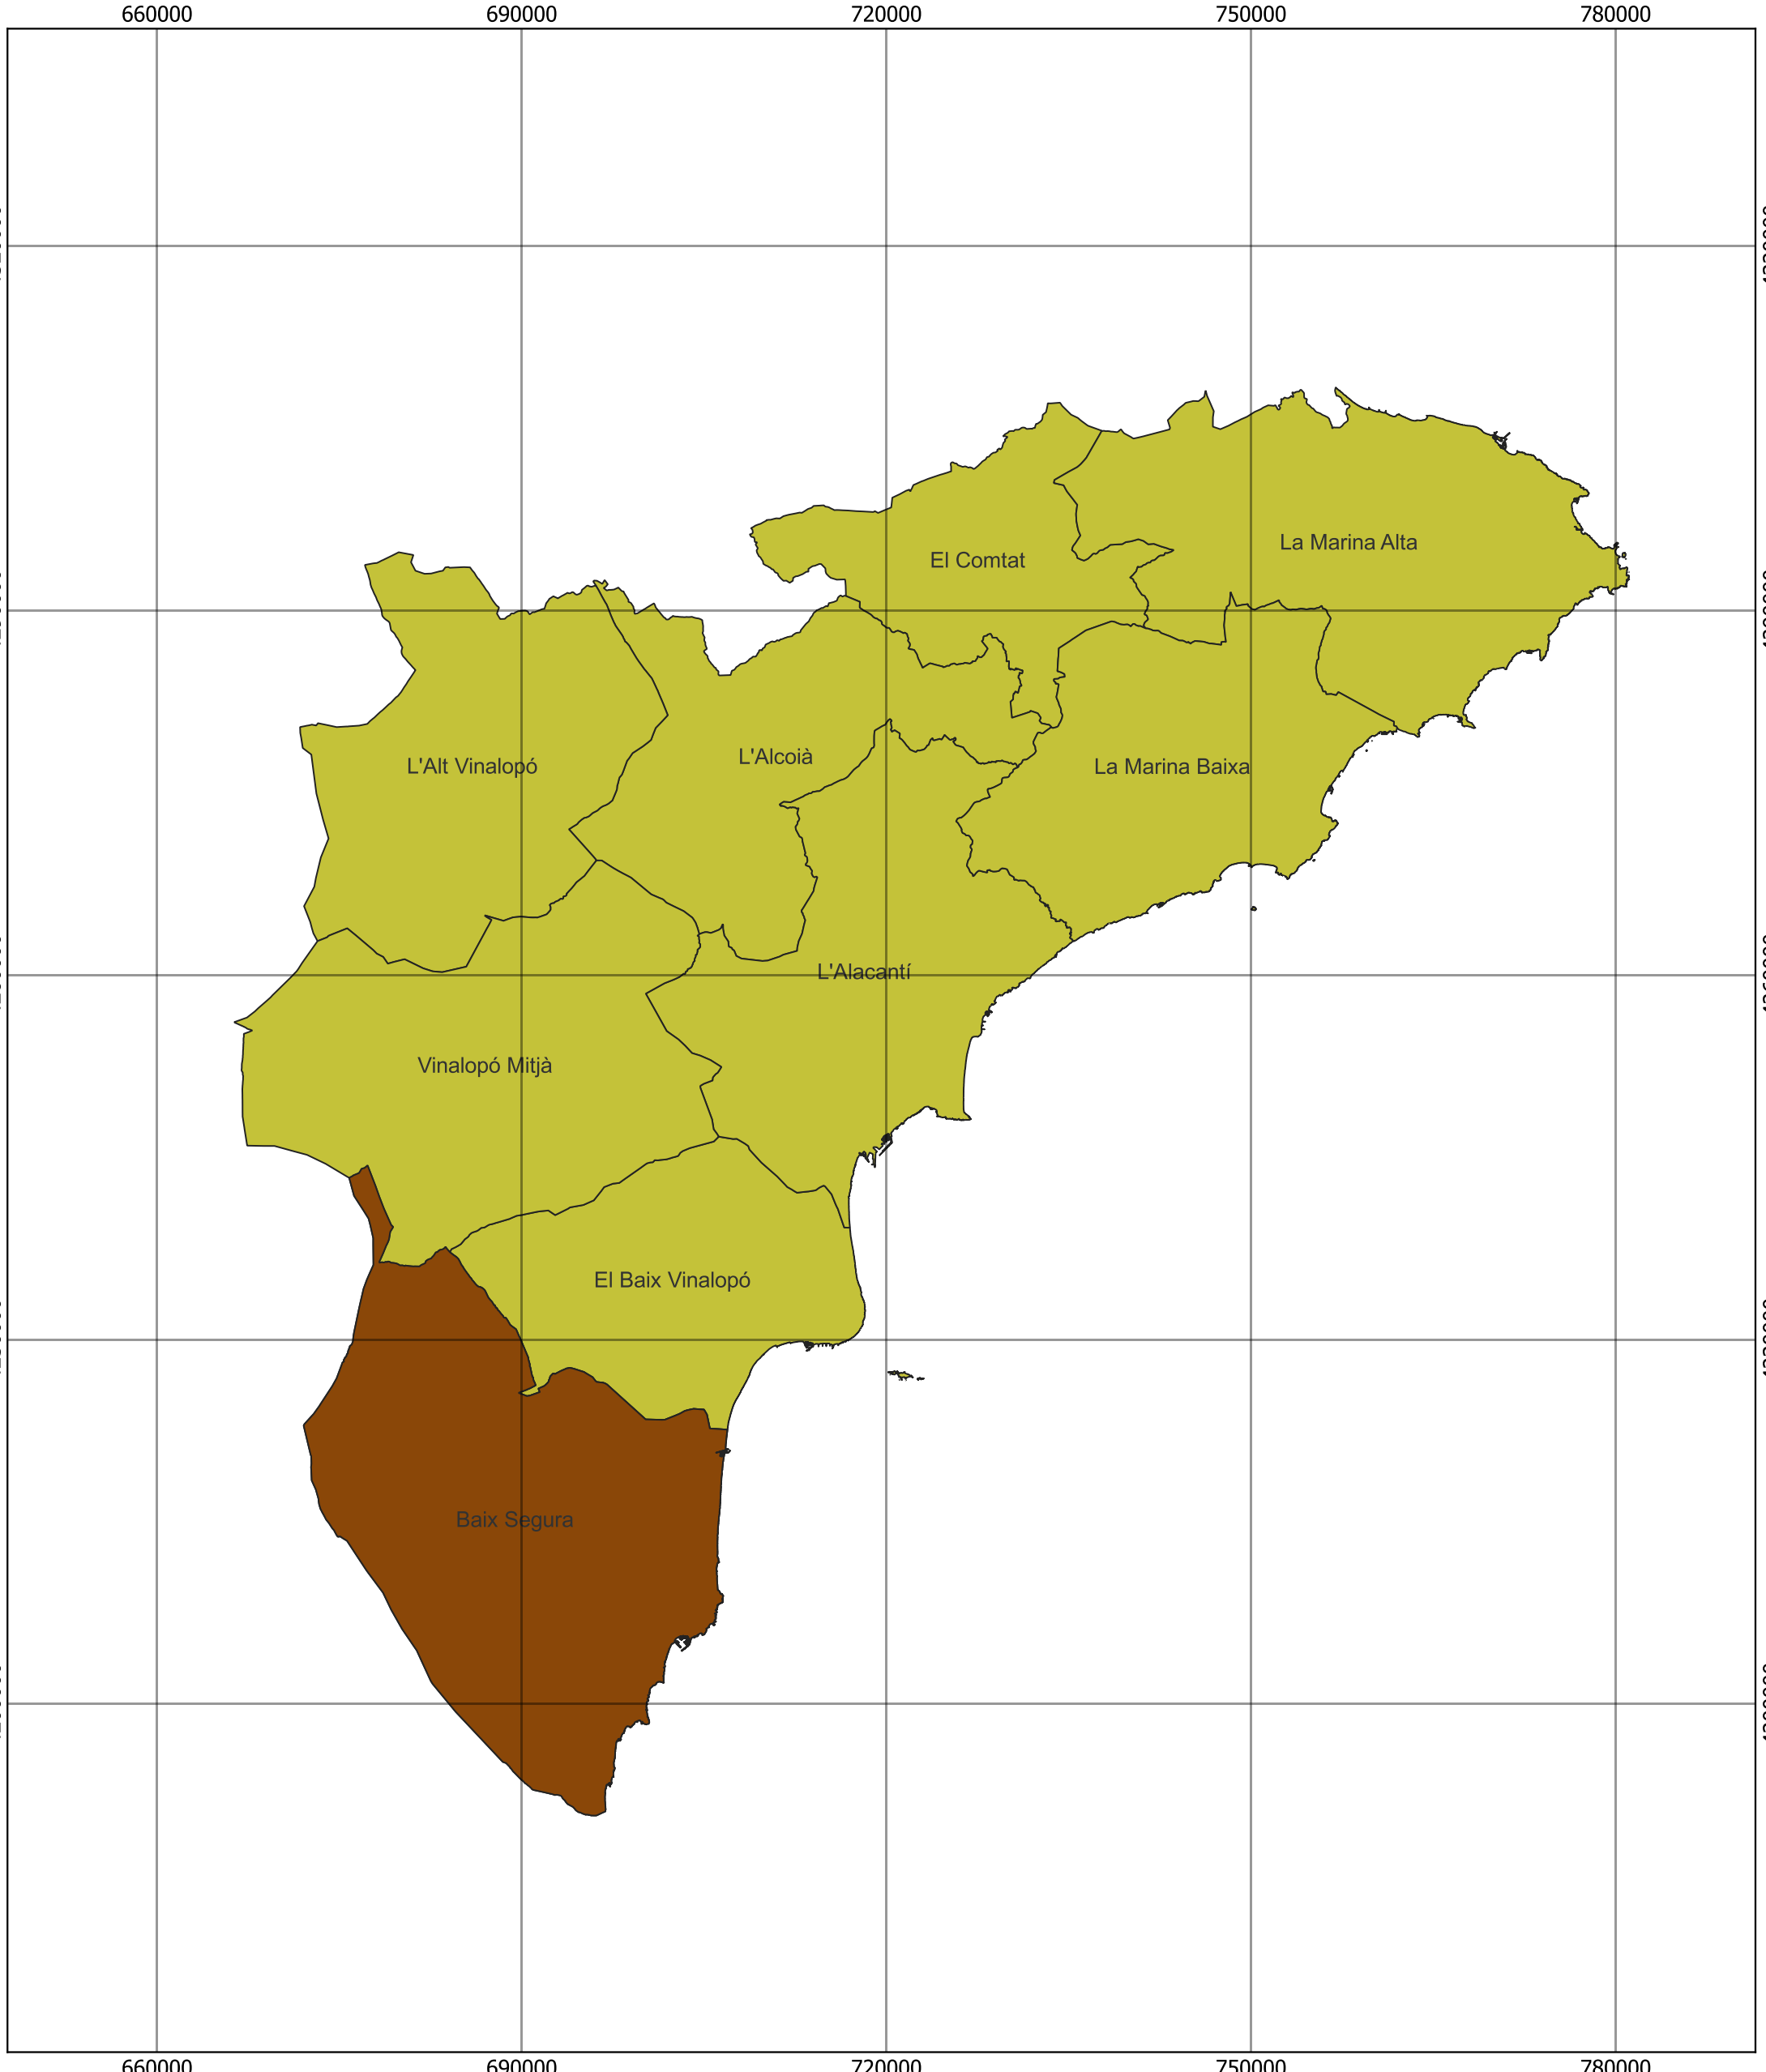 660000 690000 720000 750000 780000
La Marina Alta
El Comtat
L'Alcoià
L'Alt Vinalopó
La Marina Baixa
L'Alacantí
Vinalopó Mitjà
El Baix Vinalopó
Baix Segura
660000 690000 720000 750000 780000